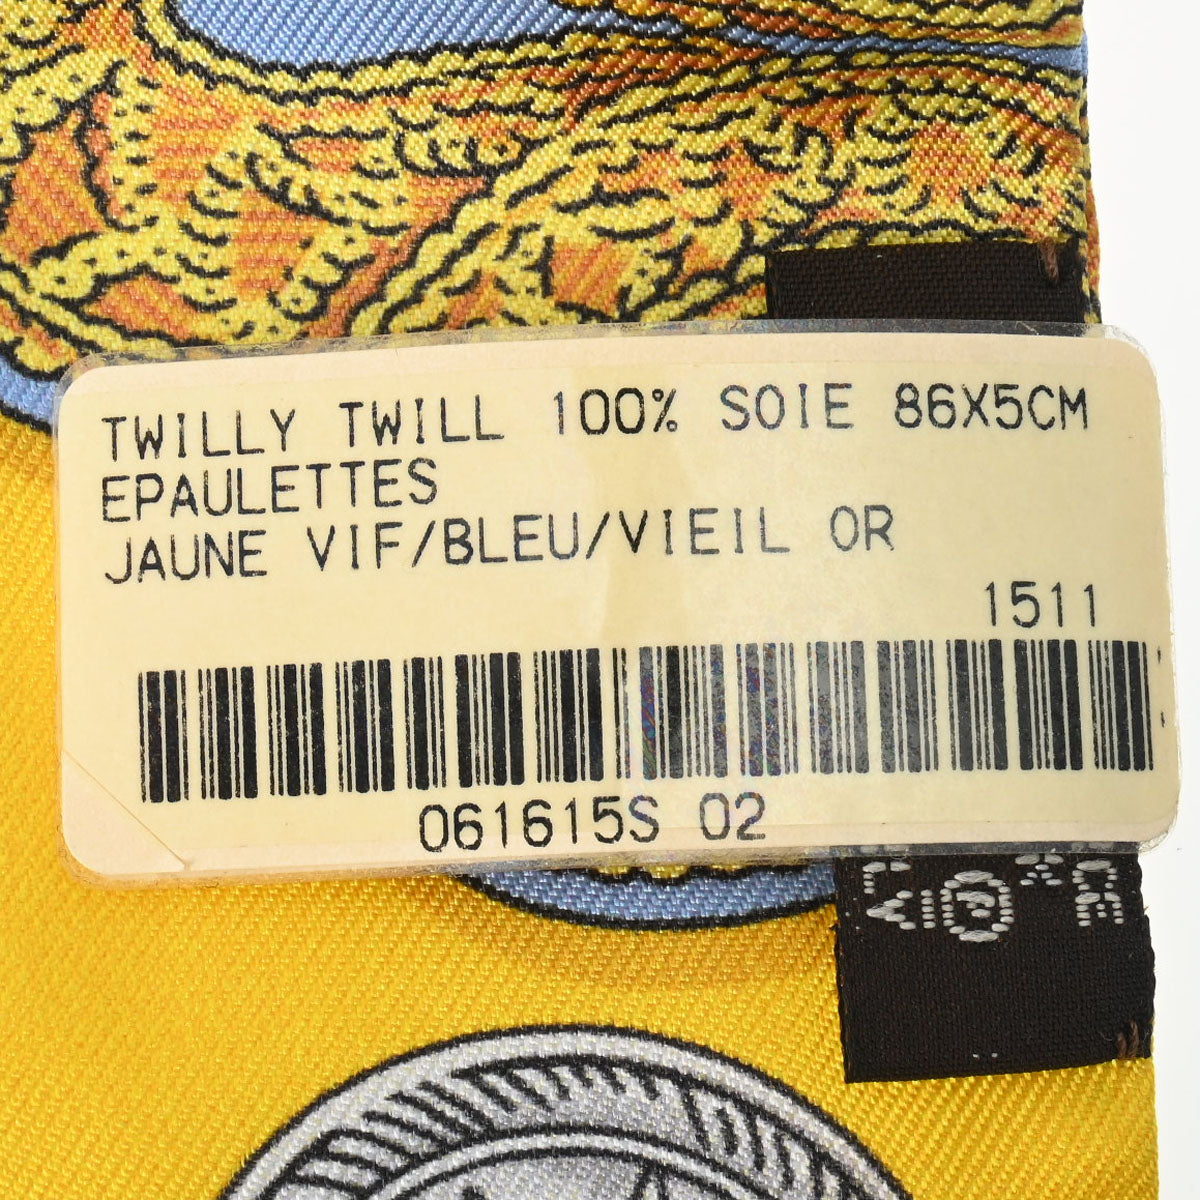 TWILLY TWILL 100% SOIE 86X5CM
EPAULETTES
JAUNE VIF/BLEU/VIEIL OR
1511
061615S 02